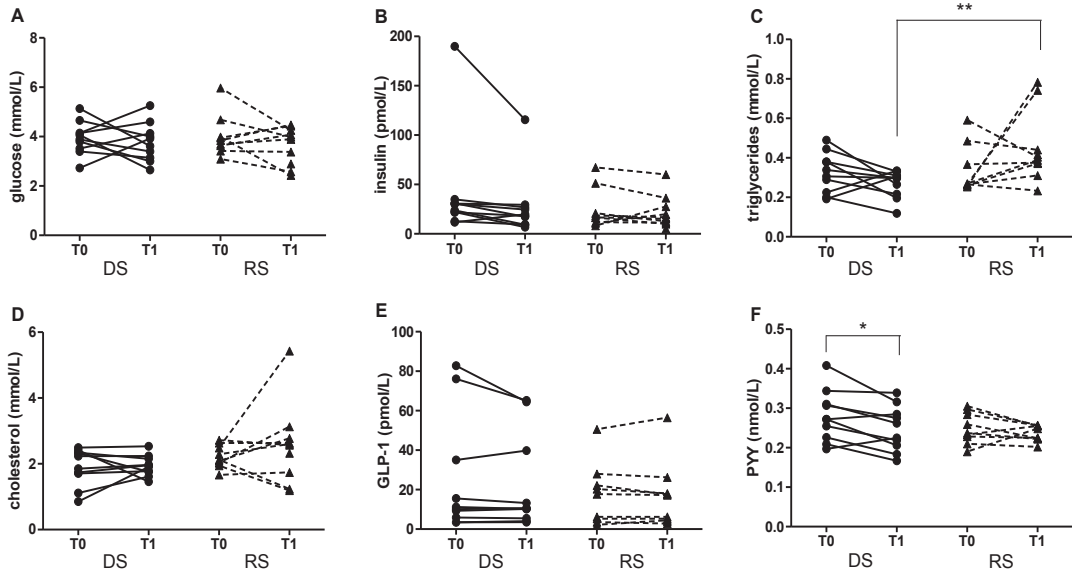 A
glucose (mmol/L)
8
6
4
2
0
T0 T1 T0 T1
DS RS
B
insulin (pmol/L)
200
150
100
50
0
T0 T1 T0 T1
DS RS
C
triglycerides (mmol/L)
**
1.0
0.8
0.6
0.4
0.2
0.0
T0 T1 T0 T1
DS RS
D
cholesterol (mmol/L)
6
4
2
0
T0 T1 T0 T1
DS RS
E
GLP-1 (pmol/L)
100
80
60
40
20
0
T0 T1 T0 T1
DS RS
F
PYY (nmol/L)
*
0.5
0.4
0.3
0.2
0.1
0.0
T0 T1 T0 T1
DS RS